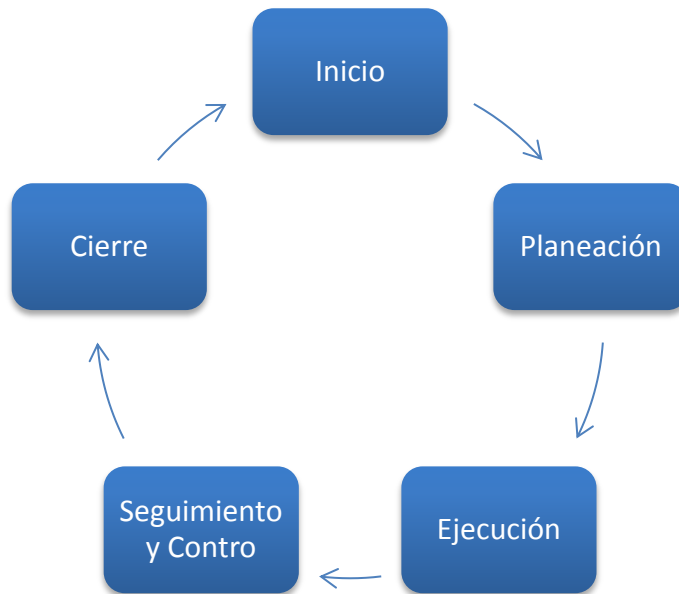 Inicio
Planeación
Ejecución
Seguimiento
y Contro
Cierre